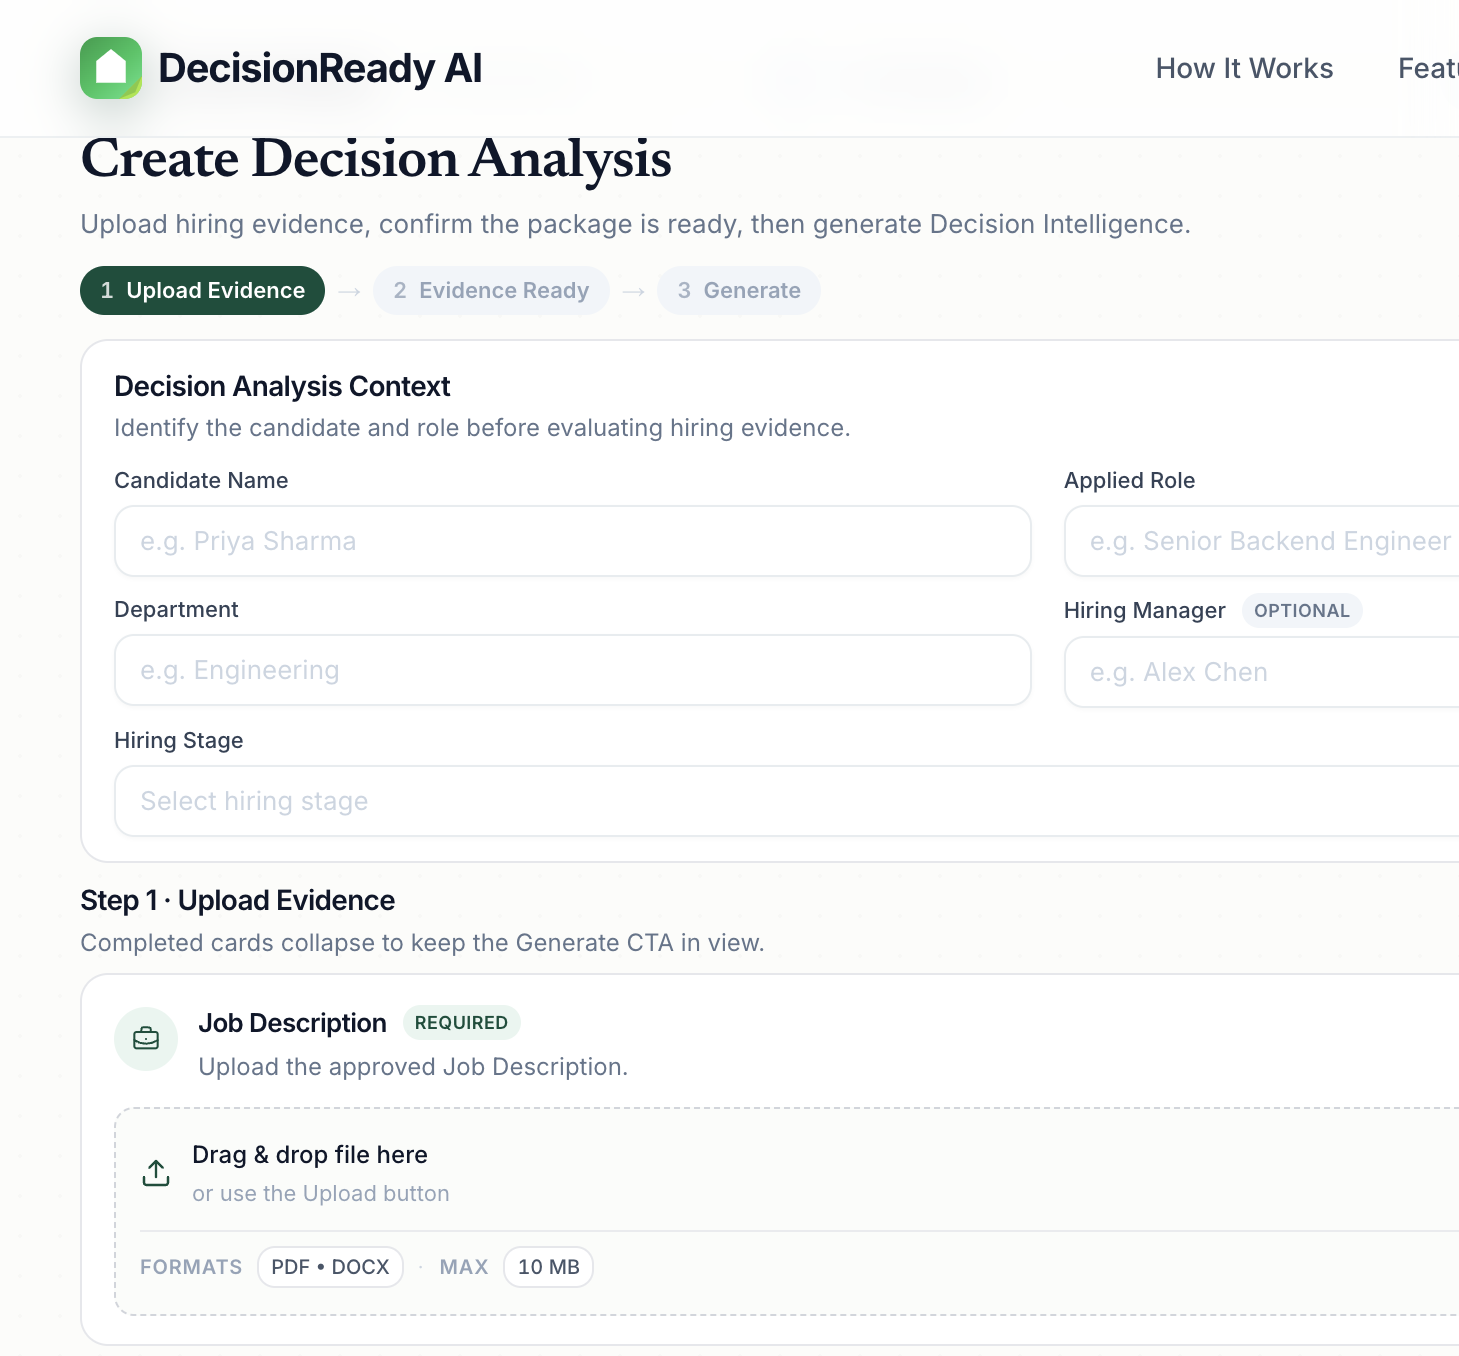 DecisionReady AI
How It Works
Featu
Create Decision Analysis
Upload hiring evidence, confirm the package is ready, then generate Decision Intelligence.
1 Upload Evidence → 2 Evidence Ready → 3 Generate
Decision Analysis Context
Identify the candidate and role before evaluating hiring evidence.
Candidate Name
e.g. Priya Sharma
Applied Role
e.g. Senior Backend Engineer
Department
e.g. Engineering
Hiring Manager OPTIONAL
e.g. Alex Chen
Hiring Stage
Select hiring stage
Step 1 · Upload Evidence
Completed cards collapse to keep the Generate CTA in view.
Job Description REQUIRED
Upload the approved Job Description.
Drag & drop file here
or use the Upload button
FORMATS PDF • DOCX · MAX 10 MB